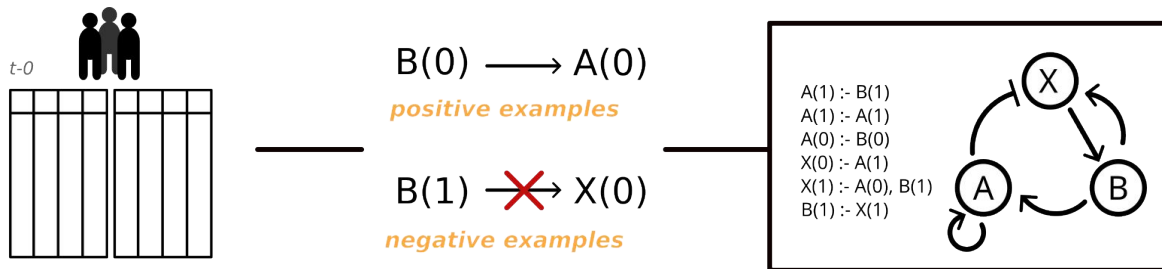 t-0
B(0) → A(0)
positive examples
B(1) → X(0)
negative examples
A(1) :- B(1)
A(1) :- A(1)
A(0) :- B(0)
X(0) :- A(1)
X(1) :- A(0), B(1)
B(1) :- X(1)
X
A
B